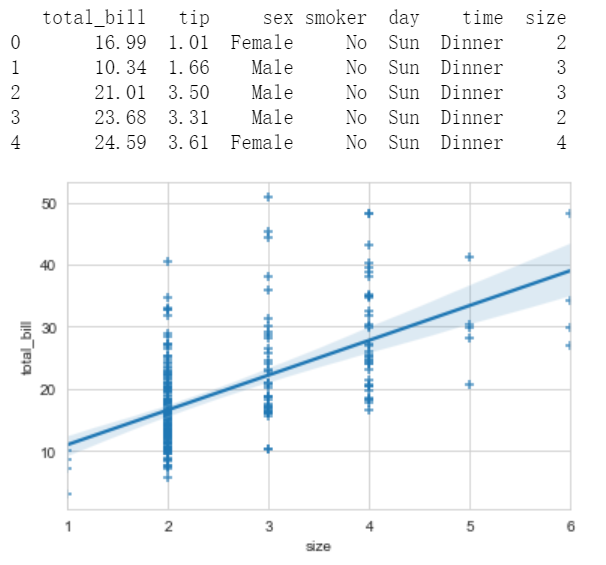 total_bill tip sex smoker day time size
0 16.99 1.01 Female No Sun Dinner 2
1 10.34 1.66 Male No Sun Dinner 3
2 21.01 3.50 Male No Sun Dinner 3
3 23.68 3.31 Male No Sun Dinner 2
4 24.59 3.61 Female No Sun Dinner 4
50
40
30
20
10
total_bill
1 2 3 4 5 6
size